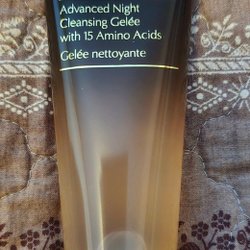 Advanced Night
Cleansing Gelée
with 15 Amino Acids
Gelée nettoyante